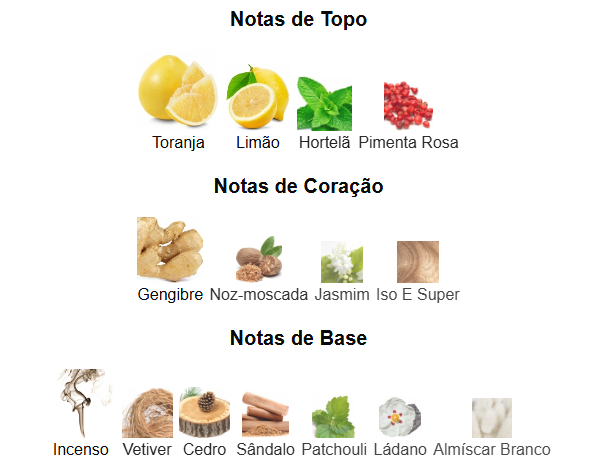 Notas de Topo
Toranja Limão Hortelã Pimenta Rosa
Notas de Coração
Gengibre Noz-moscada Jasmim Iso E Super
Notas de Base
Incenso Vetiver Cedro Sândalo Patchouli Ládano Almíscar Branco